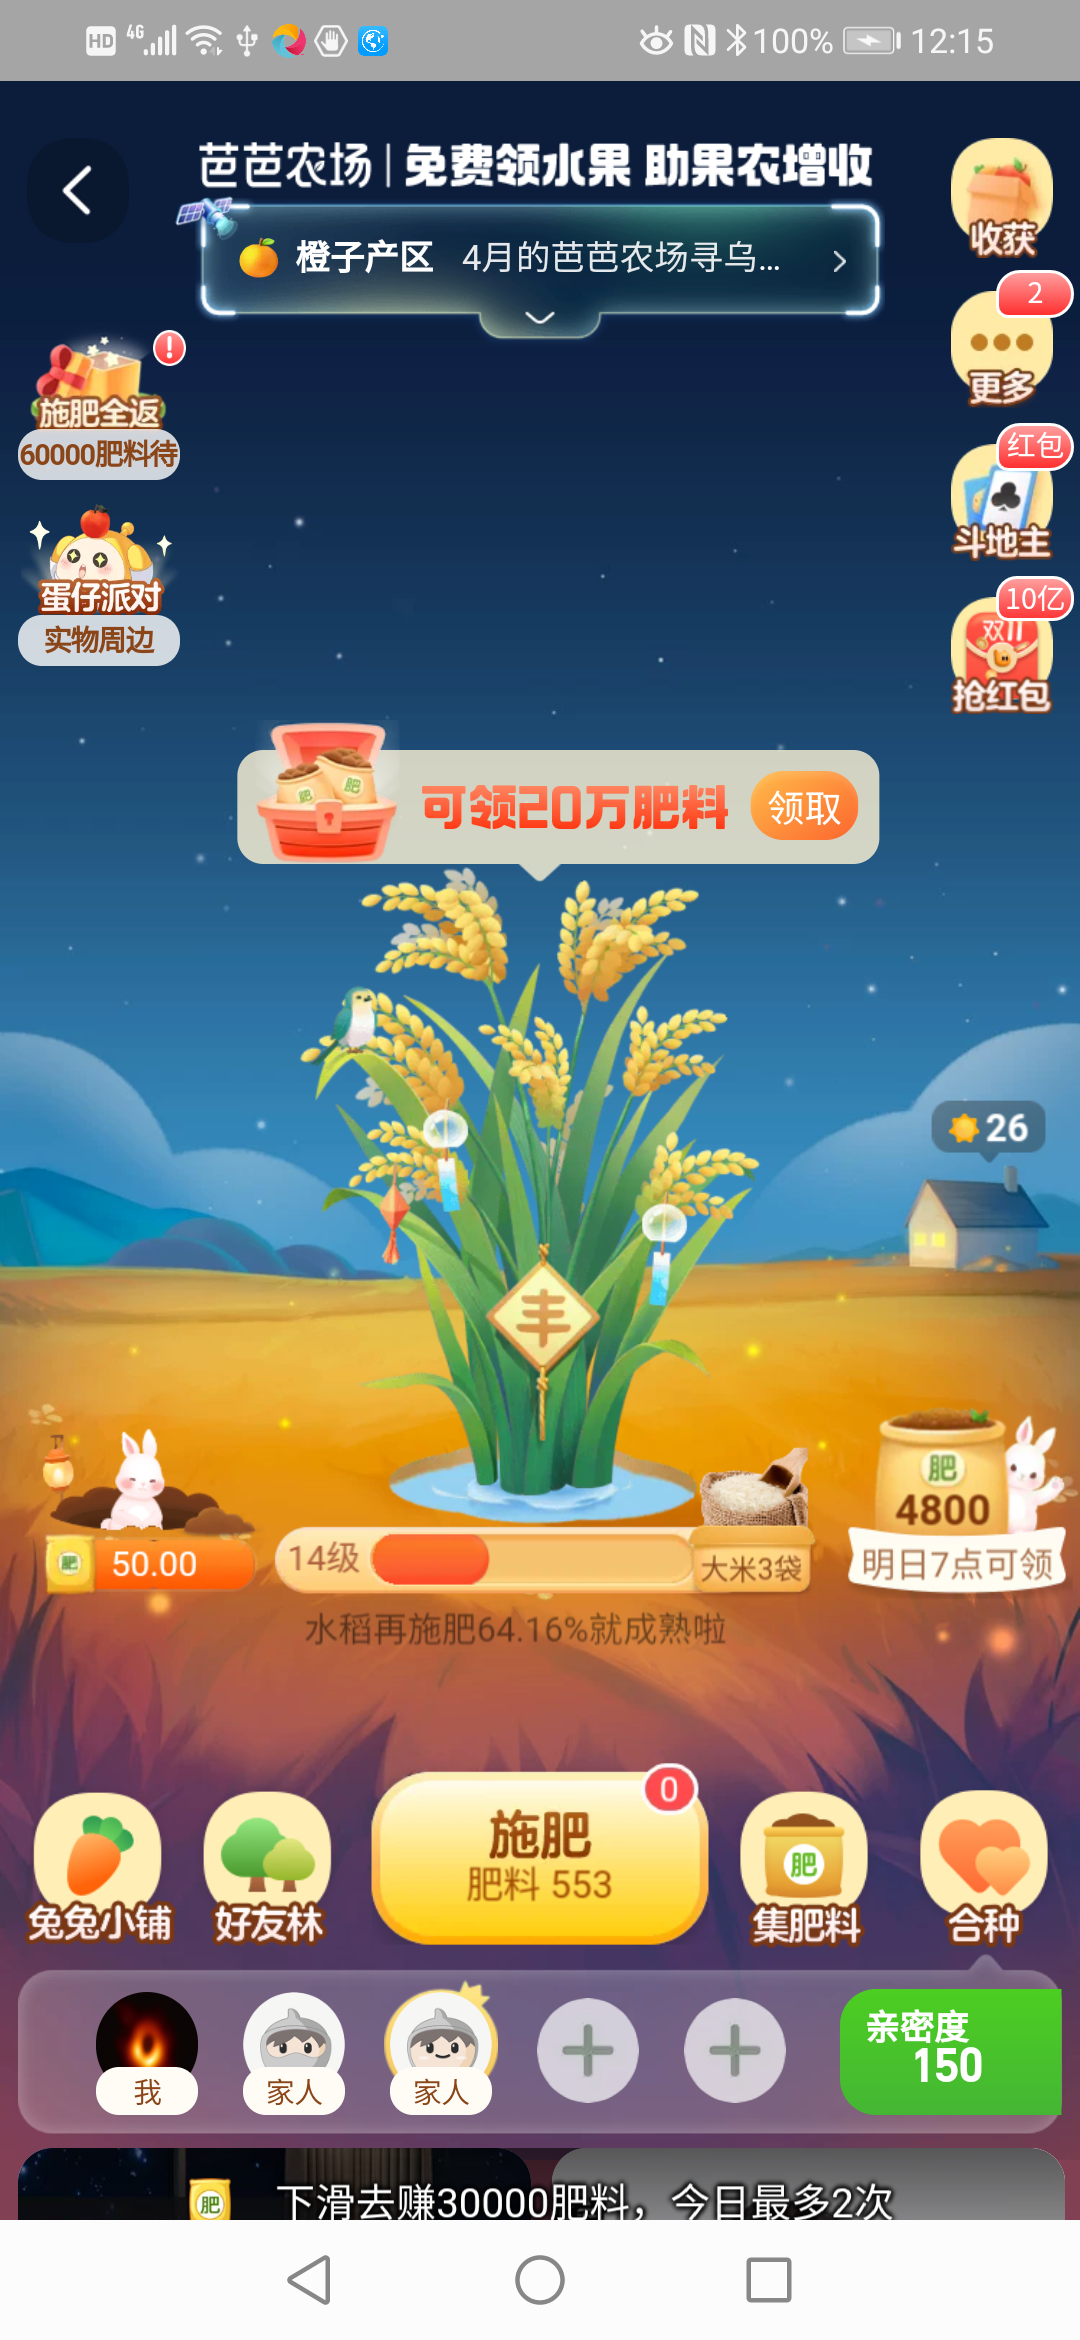 HD 4G 100% 12:15
芭芭农场 | 免费领水果 助果农增收
橙子产区 4月的芭芭农场寻乌...
收获
2
更多
红包
斗地主
10亿
双11
抢红包
施肥全返
60000肥料待
蛋仔派对
实物周边
肥
肥
可领20万肥料
领取
26
丰
肥
50.00
14级
大米3袋
肥
4800
明日7点可领
水稻再施肥64.16%就成熟啦
兔兔小铺
好友林
0
施肥
肥料 553
肥
集肥料
合种
我
家人
家人
亲密度
150
肥
下滑去赚30000肥料，今日最多2次